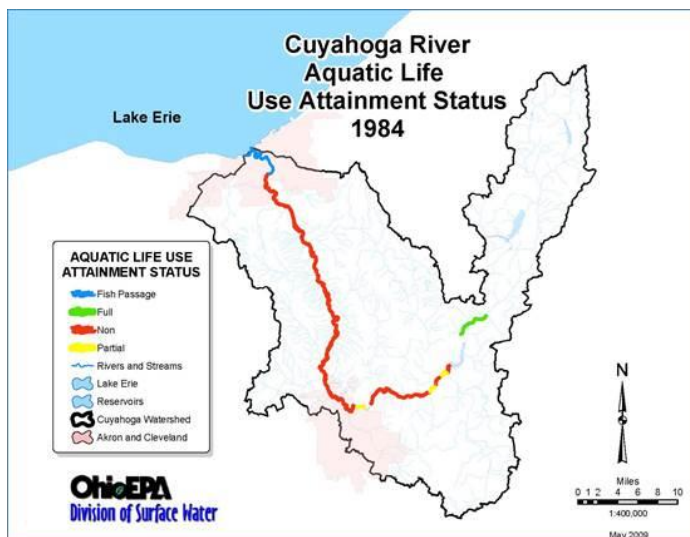 Cuyahoga River
Aquatic Life
Use Attainment Status
1984
Lake Erie
AQUATIC LIFE USE
ATTAINMENT STATUS
Fish Passage
Full
Non
Partial
Rivers and Streams
Lake Erie
Reservoirs
Cuyahoga Watershed
Akron and Cleveland
N
Miles
0 1 2 4 6 8 10
1:400,000
May 2009
OhioEPA
Division of Surface Water